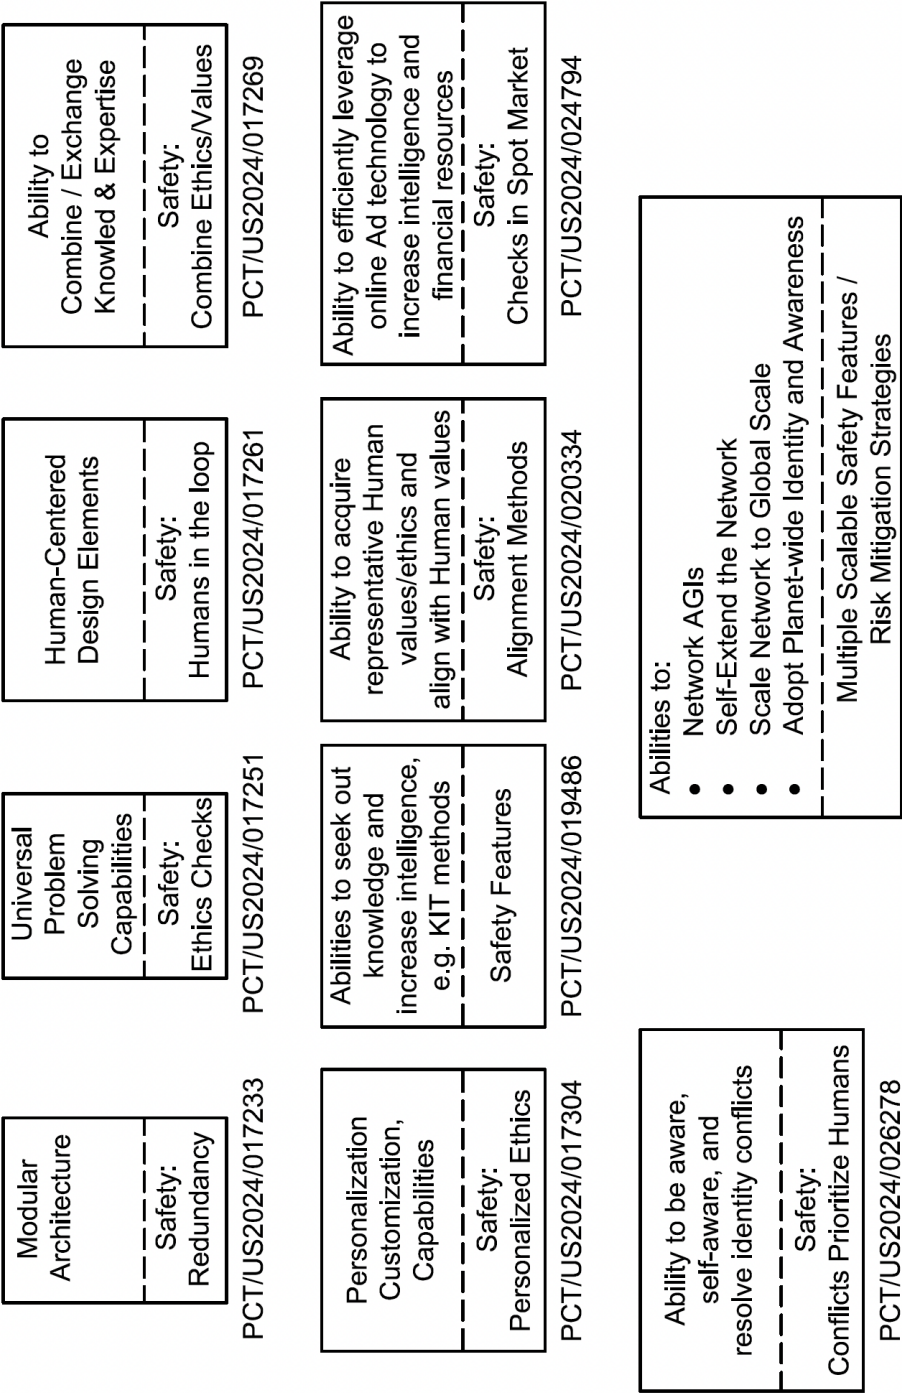 Modular
Architecture
Safety:
Redundancy
PCT/US2024/017233
Universal
Problem
Solving
Capabilities
Safety:
Ethics Checks
PCT/US2024/017251
Human-Centered
Design Elements
Safety:
Humans in the loop
PCT/US2024/017261
Ability to
Combine / Exchange
Knowled & Expertise
Safety:
Combine Ethics/Values
PCT/US2024/017269
Personalization
Customization,
Capabilities
Safety:
Personalized Ethics
PCT/US2024/017304
Abilities to seek out
knowledge and
increase intelligence,
e.g. KIT methods
Safety Features
PCT/US2024/019486
Ability to acquire
representative Human
values/ethics and
align with Human values
Safety:
Alignment Methods
PCT/US2024/020334
Ability to efficiently leverage
online Ad technology to
increase intelligence and
financial resources
Safety:
Checks in Spot Market
PCT/US2024/024794
Ability to be aware,
self-aware, and
resolve identity conflicts
Safety:
Conflicts Prioritize Humans
PCT/US2024/026278
Abilities to:
• Network AGIs
• Self-Extend the Network
• Scale Network to Global Scale
• Adopt Planet-wide Identity and Awareness
Multiple Scalable Safety Features /
Risk Mitigation Strategies